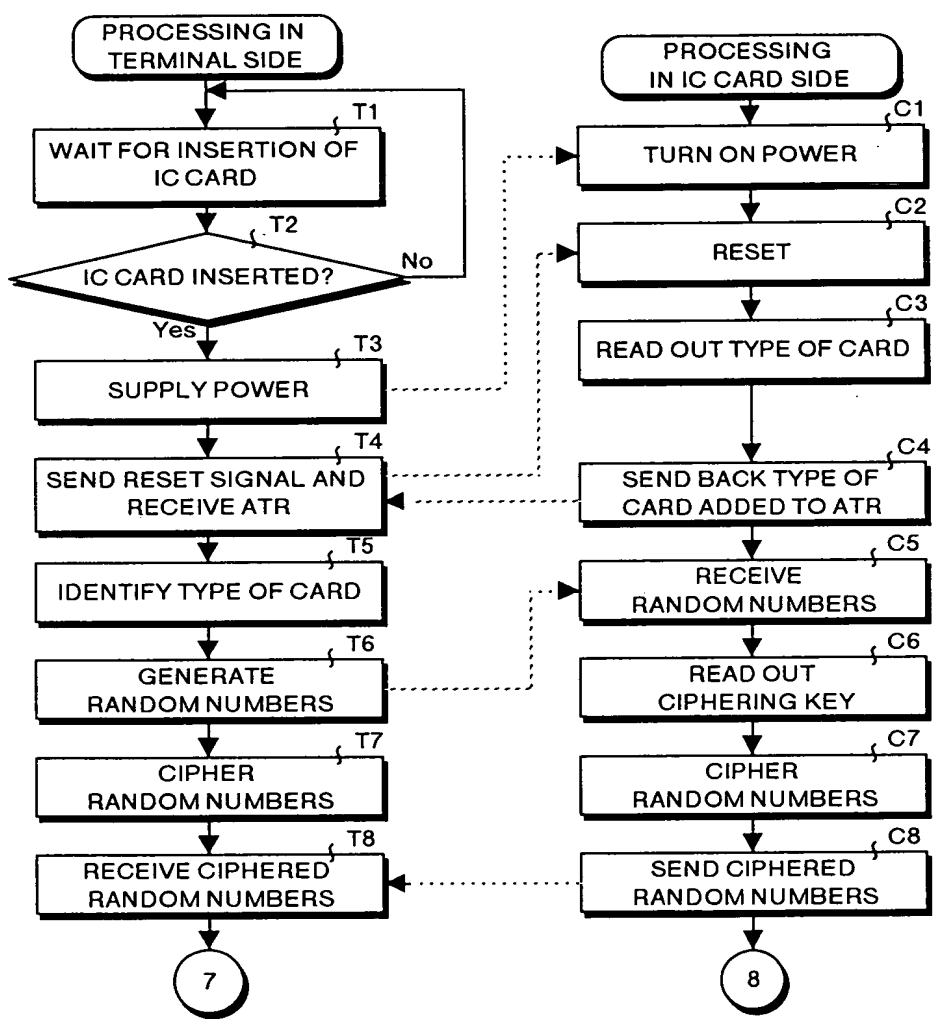 PROCESSING IN
TERMINAL SIDE
T1
WAIT FOR INSERTION OF
IC CARD
T2
IC CARD INSERTED?
No
Yes
T3
SUPPLY POWER
T4
SEND RESET SIGNAL AND
RECEIVE ATR
T5
IDENTIFY TYPE OF CARD
T6
GENERATE
RANDOM NUMBERS
T7
CIPHER
RANDOM NUMBERS
T8
RECEIVE CIPHERED
RANDOM NUMBERS
7
PROCESSING
IN IC CARD SIDE
C1
TURN ON POWER
C2
RESET
C3
READ OUT TYPE OF CARD
C4
SEND BACK TYPE OF
CARD ADDED TO ATR
C5
RECEIVE
RANDOM NUMBERS
C6
READ OUT
CIPHERING KEY
C7
CIPHER
RANDOM NUMBERS
C8
SEND CIPHERED
RANDOM NUMBERS
8